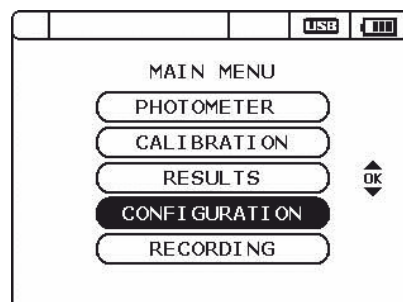 USB
MAIN MENU
PHOTOMETER
CALIBRATION
RESULTS
CONFIGURATION
OK
RECORDING